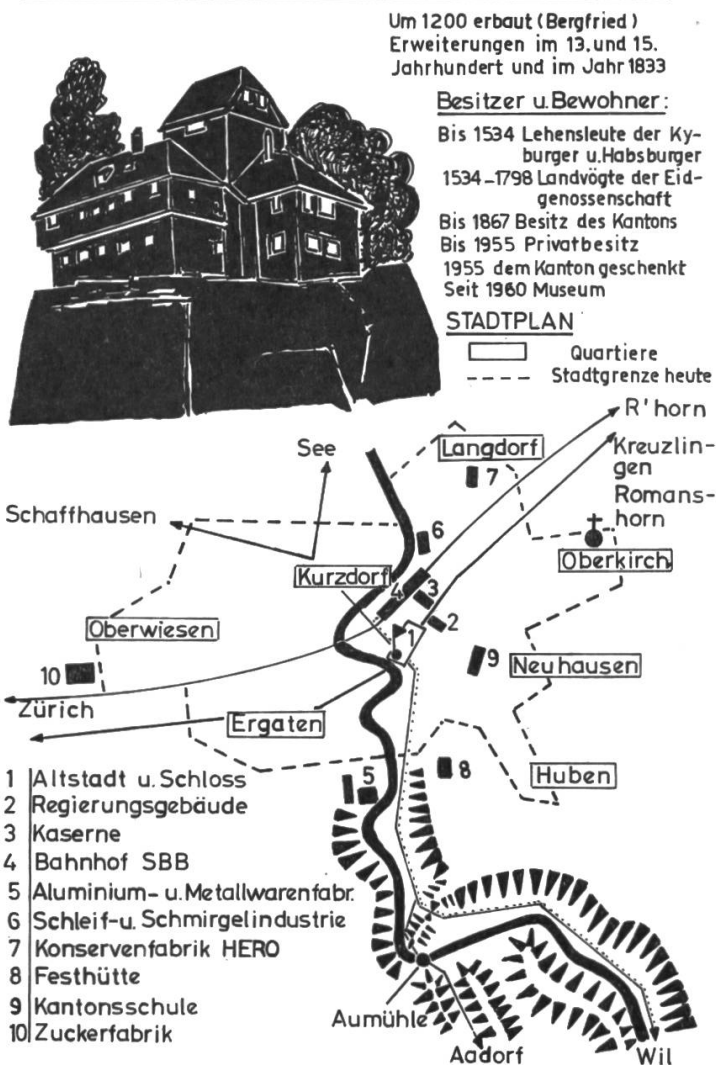 Um 1200 erbaut (Bergfried)
Erweiterungen im 13. und 15.
Jahrhundert und im Jahr 1833
Besitzer u. Bewohner:
Bis 1534 Lehensleute der Ky-
burger u. Habsburger
1534-1798 Landvögte der Eid-
genossenschaft
Bis 1867 Besitz des Kantons
Bis 1955 Privatbesitz
1955 dem Kanton geschenkt
Seit 1960 Museum
STADTPLAN
Quartiere
Stadtgrenze heute
R'horn
See
Langdorf
Kreuzlin-
gen
Romans-
horn
7
Schaffhausen
6
Oberkirch
Kurzdorf
4
3
Oberwiesen
1
2
10
9
Neuhausen
Zürich
Ergaten
5
8
Huben
1 Altstadt u. Schloss
2 Regierungsgebäude
3 Kaserne
4 Bahnhof SBB
5 Aluminium- u. Metallwarenfabr.
6 Schleif- u. Schmirgelindustrie
7 Konservenfabrik HERO
8 Festhütte
9 Kantonsschule
10 Zuckerfabrik
Aumühle
Aadorf
Wil